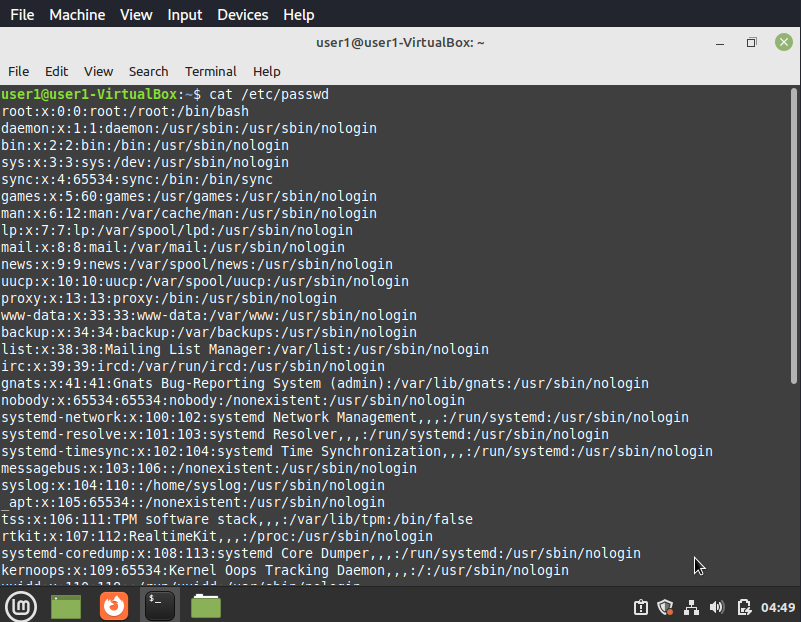 File Machine View Input Devices Help
user1@user1-VirtualBox: ~
File Edit View Search Terminal Help
user1@user1-VirtualBox:~$ cat /etc/passwd
root:x:0:0:root:/root:/bin/bash
daemon:x:1:1:daemon:/usr/sbin:/usr/sbin/nologin
bin:x:2:2:bin:/bin:/usr/sbin/nologin
sys:x:3:3:sys:/dev:/usr/sbin/nologin
sync:x:4:65534:sync:/bin:/bin/sync
games:x:5:60:games:/usr/games:/usr/sbin/nologin
man:x:6:12:man:/var/cache/man:/usr/sbin/nologin
lp:x:7:7:lp:/var/spool/lpd:/usr/sbin/nologin
mail:x:8:8:mail:/var/mail:/usr/sbin/nologin
news:x:9:9:news:/var/spool/news:/usr/sbin/nologin
uucp:x:10:10:uucp:/var/spool/uucp:/usr/sbin/nologin
proxy:x:13:13:proxy:/bin:/usr/sbin/nologin
www-data:x:33:33:www-data:/var/www:/usr/sbin/nologin
backup:x:34:34:backup:/var/backups:/usr/sbin/nologin
list:x:38:38:Mailing List Manager:/var/list:/usr/sbin/nologin
irc:x:39:39:ircd:/var/run/ircd:/usr/sbin/nologin
gnats:x:41:41:Gnats Bug-Reporting System (admin):/var/lib/gnats:/usr/sbin/nologin
nobody:x:65534:65534:nobody:/nonexistent:/usr/sbin/nologin
systemd-network:x:100:102:systemd Network Management,,,:/run/systemd:/usr/sbin/nologin
systemd-resolve:x:101:103:systemd Resolver,,,:/run/systemd:/usr/sbin/nologin
systemd-timesync:x:102:104:systemd Time Synchronization,,,:/run/systemd:/usr/sbin/nologin
messagebus:x:103:106::/nonexistent:/usr/sbin/nologin
syslog:x:104:110::/home/syslog:/usr/sbin/nologin
_apt:x:105:65534::/nonexistent:/usr/sbin/nologin
tss:x:106:111:TPM software stack,,,:/var/lib/tpm:/bin/false
rtkit:x:107:112:RealtimeKit,,,:/proc:/usr/sbin/nologin
systemd-coredump:x:108:113:systemd Core Dumper,,,:/run/systemd:/usr/sbin/nologin
kernoops:x:109:65534:Kernel Oops Tracking Daemon,,,:/:/usr/sbin/nologin
$_
04:49